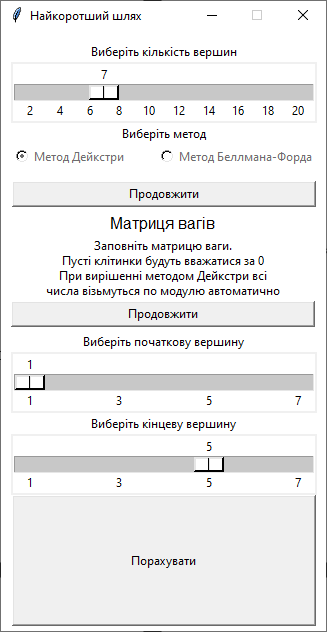 Найкоротший шлях
Виберіть кількість вершин
7
2 4 6 8 10 12 14 16 18 20
Виберіть метод
Метод Дейкстри Метод Беллмана-Форда
Продовжити
Матриця вагів
Заповніть матрицю ваги.
Пусті клітинки будуть вважатися за 0
При вирішенні методом Дейкстри всі
числа візьмуться по модулю автоматично
Продовжити
Виберіть початкову вершину
1
1 3 5 7
Виберіть кінцеву вершину
5
1 3 5 7
Порахувати